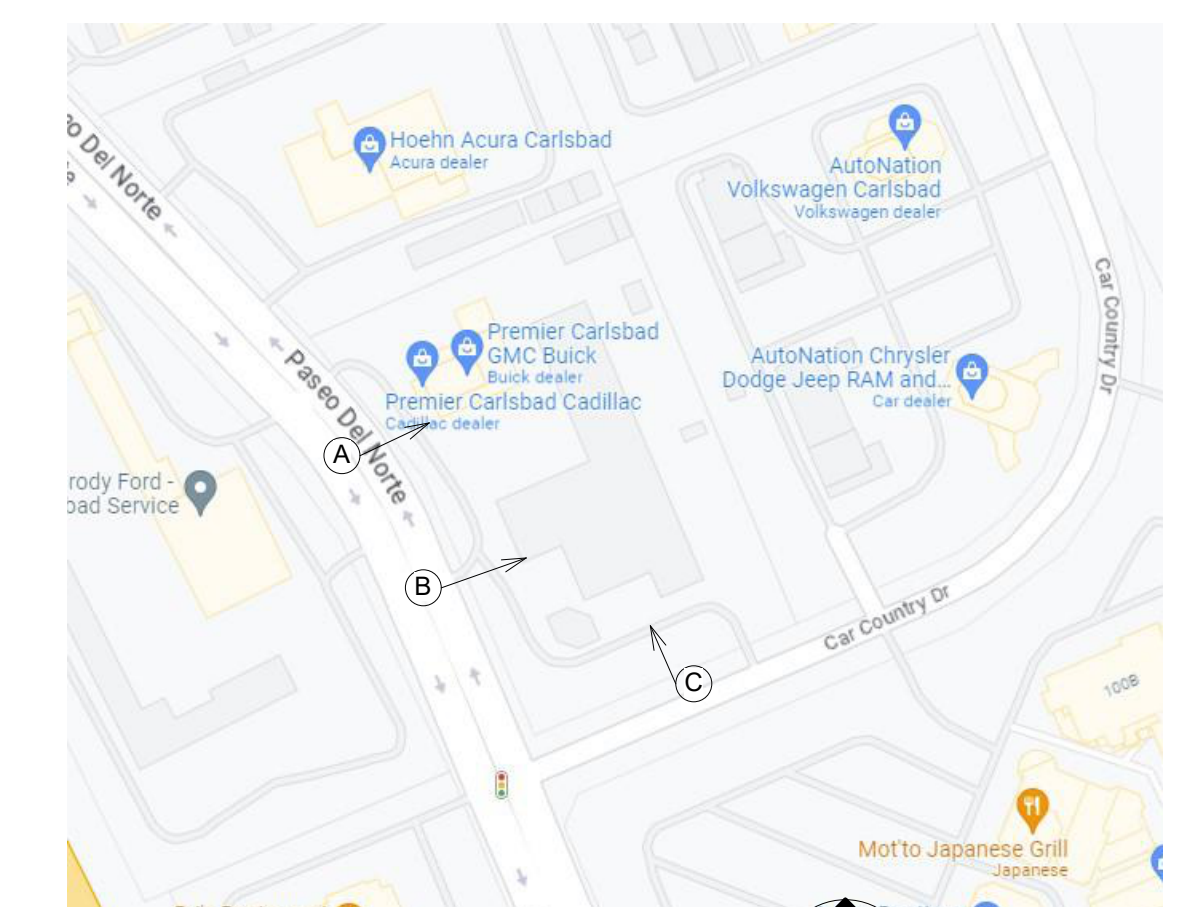 Hoehn Acura Carlsbad
Acura dealer
AutoNation
Volkswagen Carlsbad
Volkswagen dealer
Del Norte
Car Country Dr
Premier Carlsbad
GMC Buick
Buick dealer
Paseo Del Norte
Premier Carlsbad Cadillac
Cadillac dealer
AutoNation Chrysler
Dodge Jeep RAM and...
Car dealer
A
rody Ford -
oad Service
B
Car Country Dr
C
100B
Mot'to Japanese Grill
Japanese